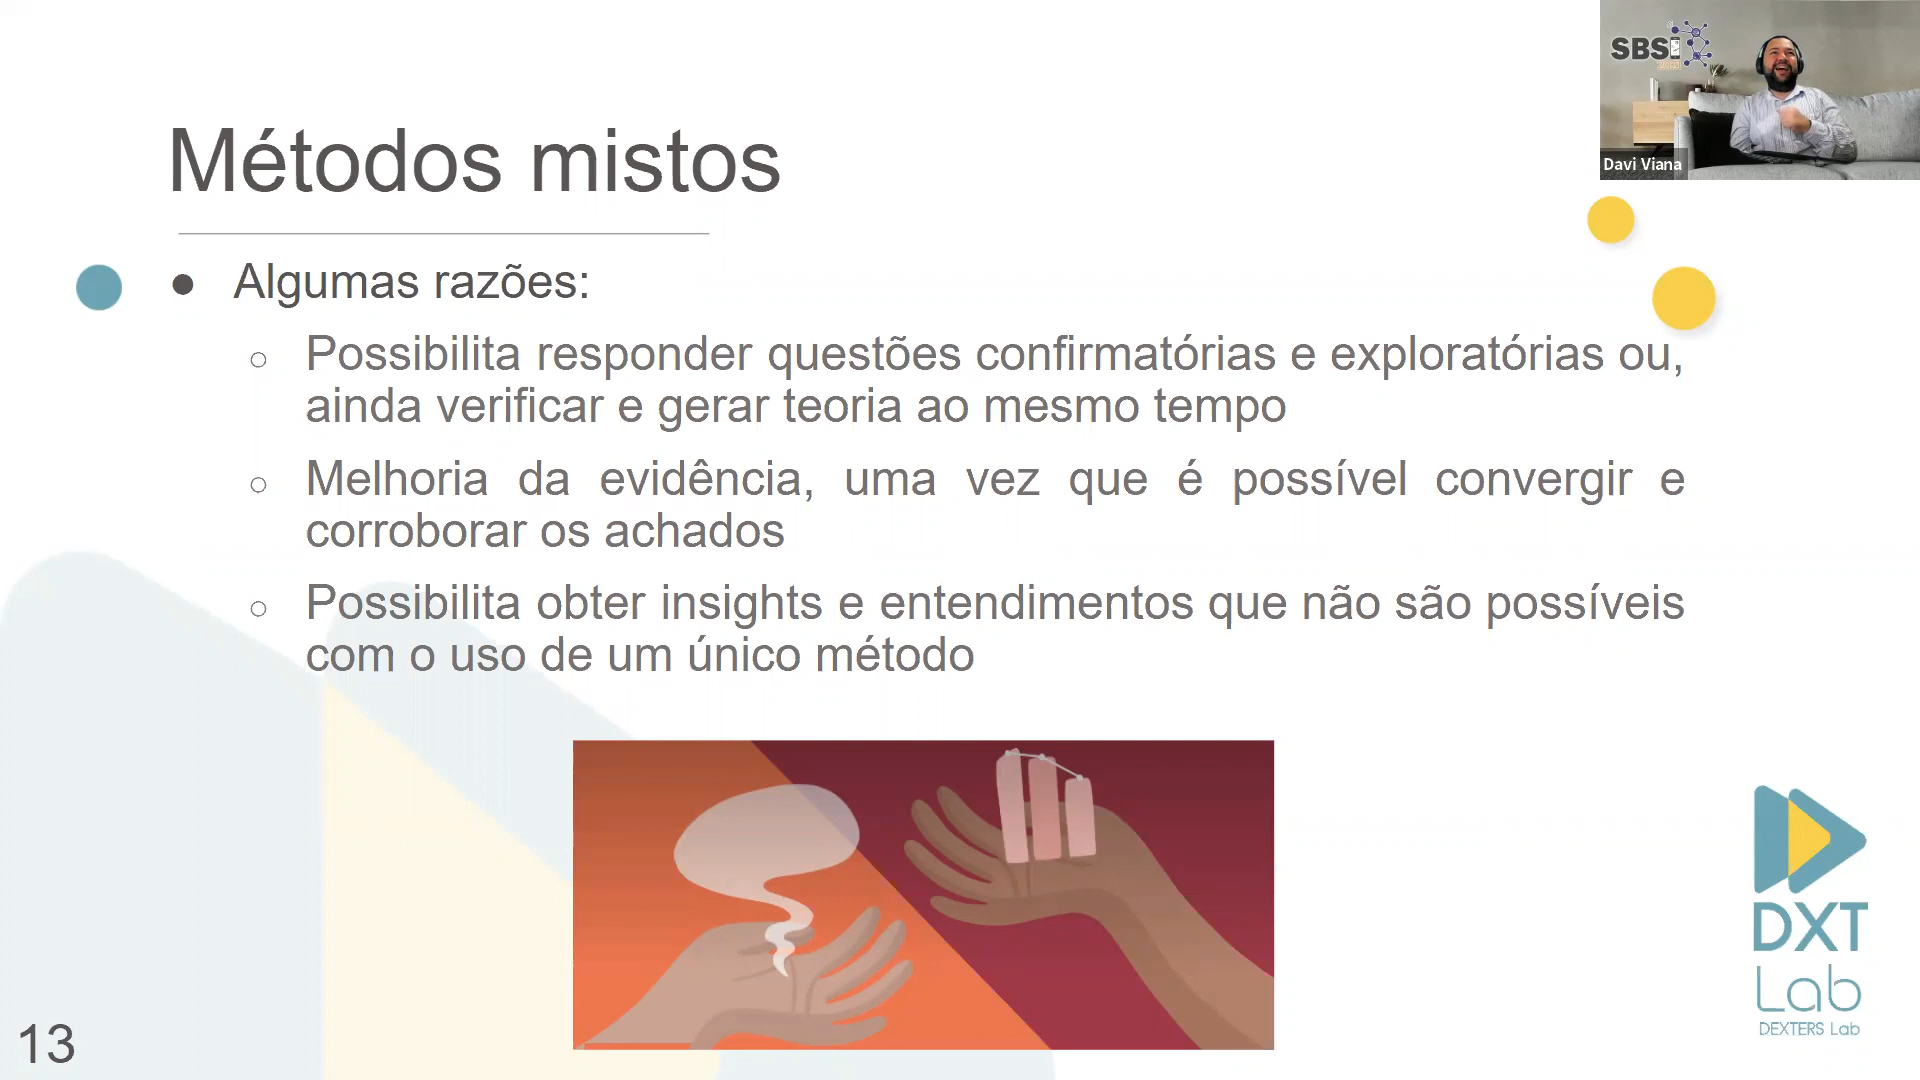 SBSI
Davi Viana
Métodos mistos
● Algumas razões:
○ Possibilita responder questões confirmatórias e exploratórias ou,
ainda verificar e gerar teoria ao mesmo tempo
○ Melhoria da evidência, uma vez que é possível convergir e
corroborar os achados
○ Possibilita obter insights e entendimentos que não são possíveis
com o uso de um único método
DXT
Lab
DEXTERS Lab
13